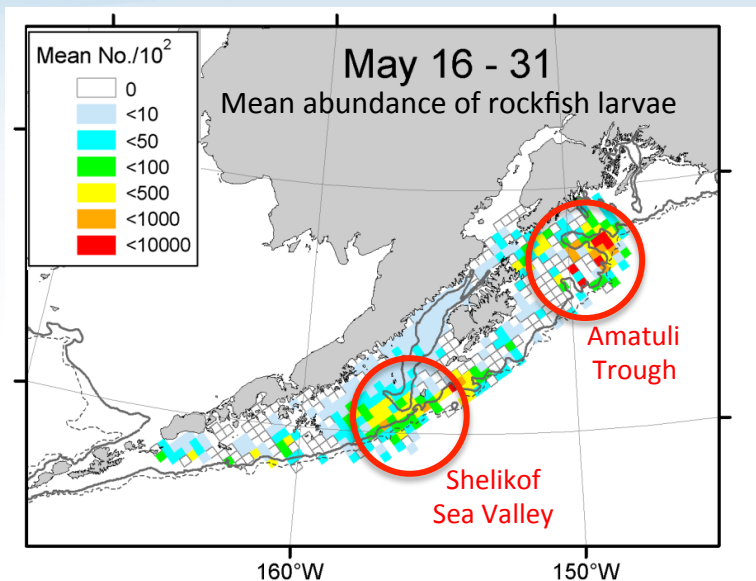 May 16 - 31
Mean abundance of rockfish larvae
Mean No./10²
0
<10
<50
<100
<500
<1000
<10000
Amatuli
Trough
Shelikof
Sea Valley
160°W
150°W